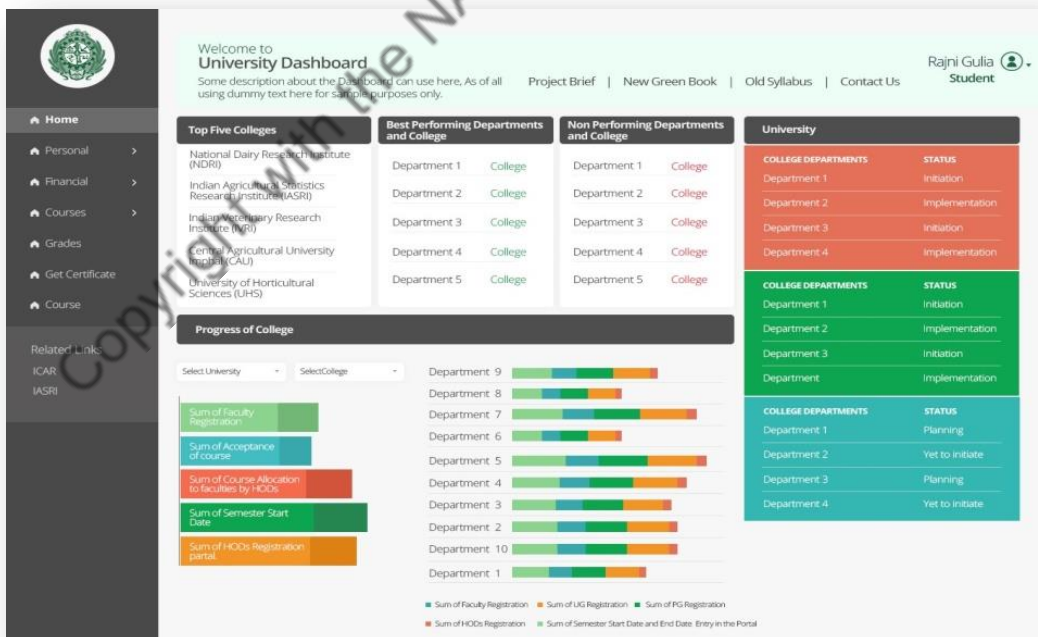 Welcome to
University Dashboard
Some description about the Dashboard can use here, As of all
using dummy text here for sample purposes only.
Project Brief | New Green Book | Old Syllabus | Contact Us
Rajni Gulia
Student
Home
Personal
Financial
Courses
Grades
Get Certificate
Course
Related Links
ICAR
IASRI
Top Five Colleges
National Dairy Research Institute
(NDRI)
Indian Agricultural Statistics
Research Institute (IASRI)
Indian Veterinary Research
Institute (IVRI)
Central Agricultural University
Imphal (CAU)
University of Horticultural
Sciences (UHS)
Best Performing Departments
and College
Department 1 College
Department 2 College
Department 3 College
Department 4 College
Department 5 College
Non Performing Departments
and College
Department 1 College
Department 2 College
Department 3 College
Department 4 College
Department 5 College
University
COLLEGE DEPARTMENTS STATUS
Department 1 Initiation
Department 2 Implementation
Department 3 Initiation
Department 4 Implementation
COLLEGE DEPARTMENTS STATUS
Department 1 Initiation
Department 2 Implementation
Department 3 Initiation
Department Implementation
COLLEGE DEPARTMENTS STATUS
Department 1 Planning
Department 2 Yet to initiate
Department 3 Planning
Department 4 Yet to initiate
Progress of College
Select University
SelectCollege
Sum of Faculty
Registration
Sum of Acceptance
of course
Sum of Course Allocation
to faculties by HODs
Sum of Semester Start
Date
Sum of HODs Registration
partal.
Department 9
Department 8
Department 7
Department 6
Department 5
Department 4
Department 3
Department 2
Department 10
Department 1
Sum of Faculty Registration Sum of UG Registration Sum of PG Registration
Sum of HODs Registration Sum of Semester Start Date and End Date Entry in the Portal
Copyright with the